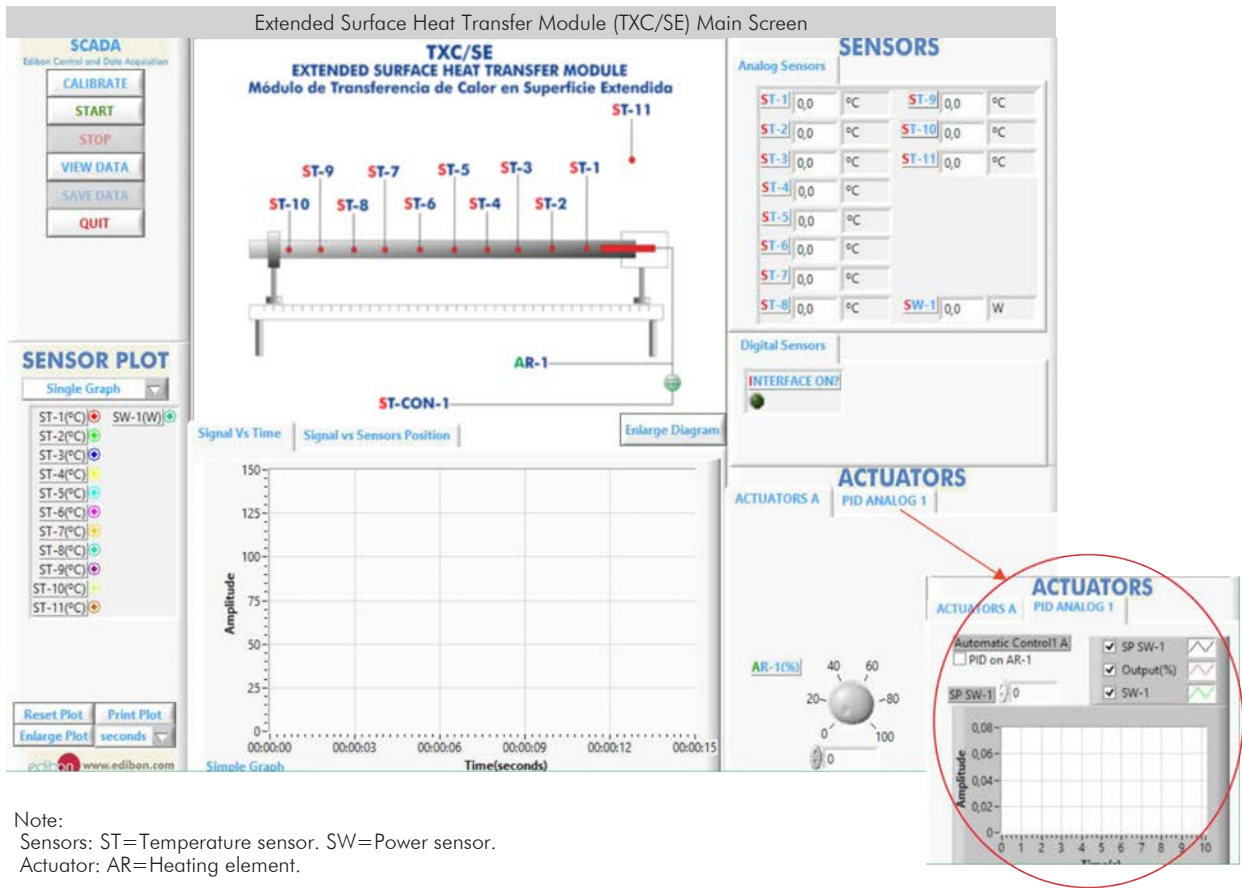 Extended Surface Heat Transfer Module (TXC/SE) Main Screen
SCADA
Edibon Control and Data Acquisition
CALIBRATE
START
STOP
VIEW DATA
SAVE DATA
QUIT
TXC/SE
EXTENDED SURFACE HEAT TRANSFER MODULE
Módulo de Transferencia de Calor en Superficie Extendida
ST-11
ST-9 ST-7 ST-5 ST-3 ST-1
ST-10 ST-8 ST-6 ST-4 ST-2
AR-1
ST-CON-1
Enlarge Diagram
SENSORS
Analog Sensors
ST-1 0,0 ºC ST-9 0,0 ºC
ST-2 0,0 ºC ST-10 0,0 ºC
ST-3 0,0 ºC ST-11 0,0 ºC
ST-4 0,0 ºC
ST-5 0,0 ºC
ST-6 0,0 ºC
ST-7 0,0 ºC
ST-8 0,0 ºC SW-1 0,0 W
Digital Sensors
INTERFACE ON?
SENSOR PLOT
Single Graph
ST-1(ºC) SW-1(W)
ST-2(ºC)
ST-3(ºC)
ST-4(ºC)
ST-5(ºC)
ST-6(ºC)
ST-7(ºC)
ST-8(ºC)
ST-9(ºC)
ST-10(ºC)
ST-11(ºC)
Reset Plot Print Plot
Enlarge Plot seconds
edibon www.edibon.com
Signal Vs Time Signal vs Sensors Position
150
125
100
75
50
25
0
Amplitude
00:00:00 00:00:03 00:00:06 00:00:09 00:00:12 00:00:15
Simple Graph Time(seconds)
ACTUATORS
ACTUATORS A PID ANALOG 1
AR-1(%)
0 20 40 60 80 100
0
ACTUATORS
ACTUATORS A PID ANALOG 1
Automatic Control1 A
PID on AR-1
SP SW-1 0
SP SW-1
Output(%)
SW-1
0,08
0,06
0,04
0,02
0
Amplitude
0 1 2 3 4 5 6 7 8 9 10
Time(s)
Note:
Sensors: ST=Temperature sensor. SW=Power sensor.
Actuator: AR=Heating element.